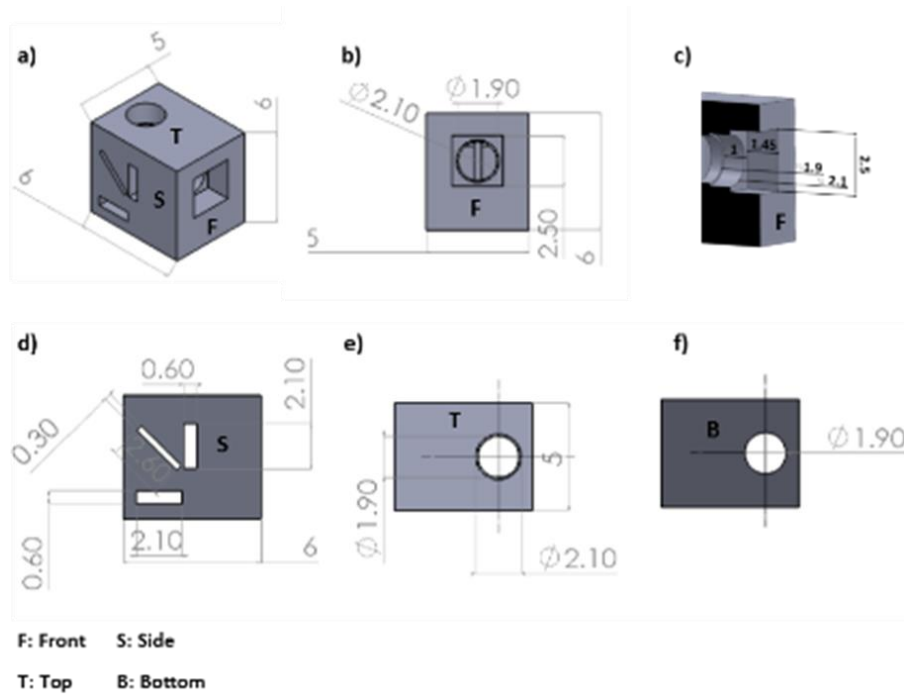 a)
5
6
T
S
F
6
b)
Ø1.90
Ø2.10
F
5
2.50
6
c)
1
1.45
1.9
2.1
2.5
F
d)
0.60
2.10
0.30
2.60
S
0.60
2.10
6
e)
T
5
Ø1.90
Ø2.10
f)
B
Ø1.90
F: Front S: Side
T: Top B: Bottom